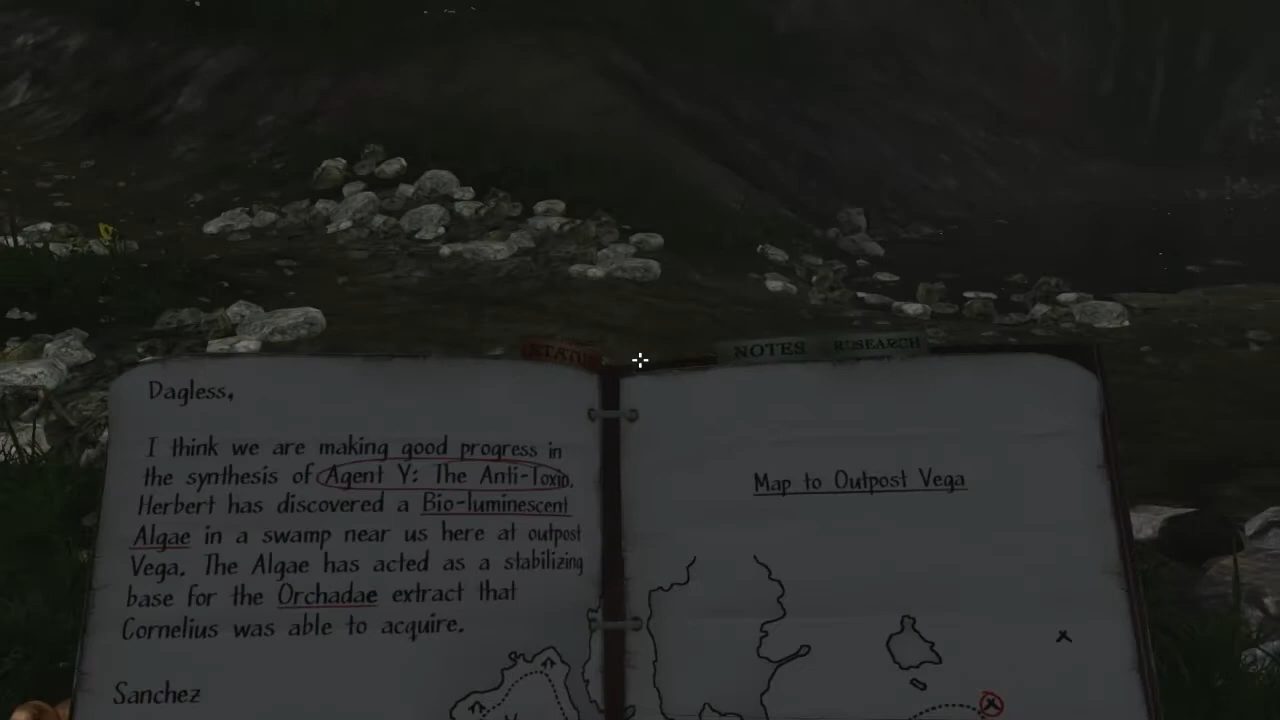 STATUS
NOTES
RESEARCH
Dagless,
I think we are making good progress in
the synthesis of Agent Y: The Anti-Toxin.
Herbert has discovered a Bio-luminescent
Algae in a swamp near us here at outpost
Vega. The Algae has acted as a stabilizing
base for the Orchadae extract that
Cornelius was able to acquire.
Sanchez
Map to Outpost Vega